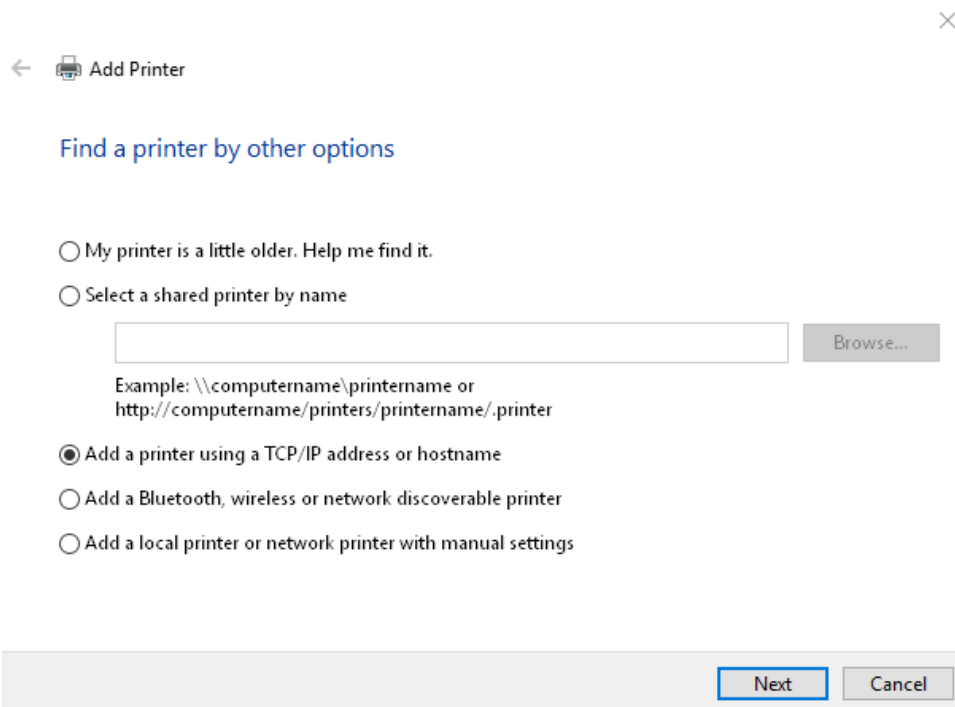 Add Printer
Find a printer by other options
My printer is a little older. Help me find it.
Select a shared printer by name
Browse...
Example: \\computername\printername or
http://computername/printers/printername/.printer
Add a printer using a TCP/IP address or hostname
Add a Bluetooth, wireless or network discoverable printer
Add a local printer or network printer with manual settings
Next
Cancel